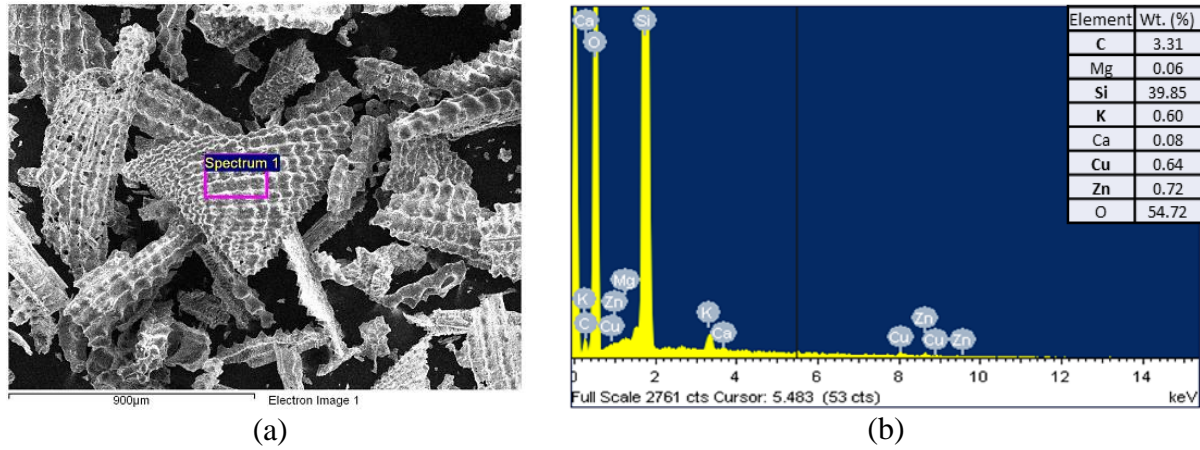 Spectrum 1
900µm Electron Image 1
(a)
Ca
O
Si
K
C
Zn
Cu
Mg
K
Ca
Cu
Zn
Cu
Zn
0 2 4 6 8 10 12 14
Full Scale 2761 cts Cursor: 5.483 (53 cts) keV
Element Wt. (%)
C 3.31
Mg 0.06
Si 39.85
K 0.60
Ca 0.08
Cu 0.64
Zn 0.72
O 54.72
(b)